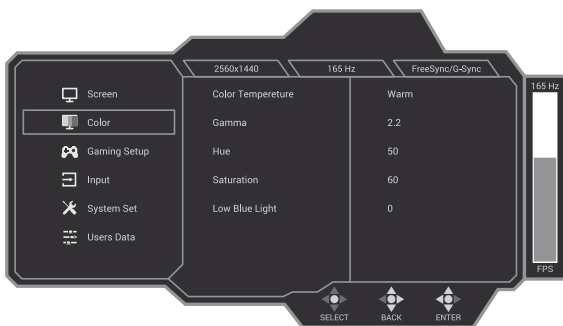 2560x1440 165 Hz FreeSync/G-Sync
165 Hz
Screen
Color
Gaming Setup
Input
System Set
Users Data
Color Tempereture Warm
Gamma 2.2
Hue 50
Saturation 60
Low Blue Light 0
FPS
SELECT BACK ENTER